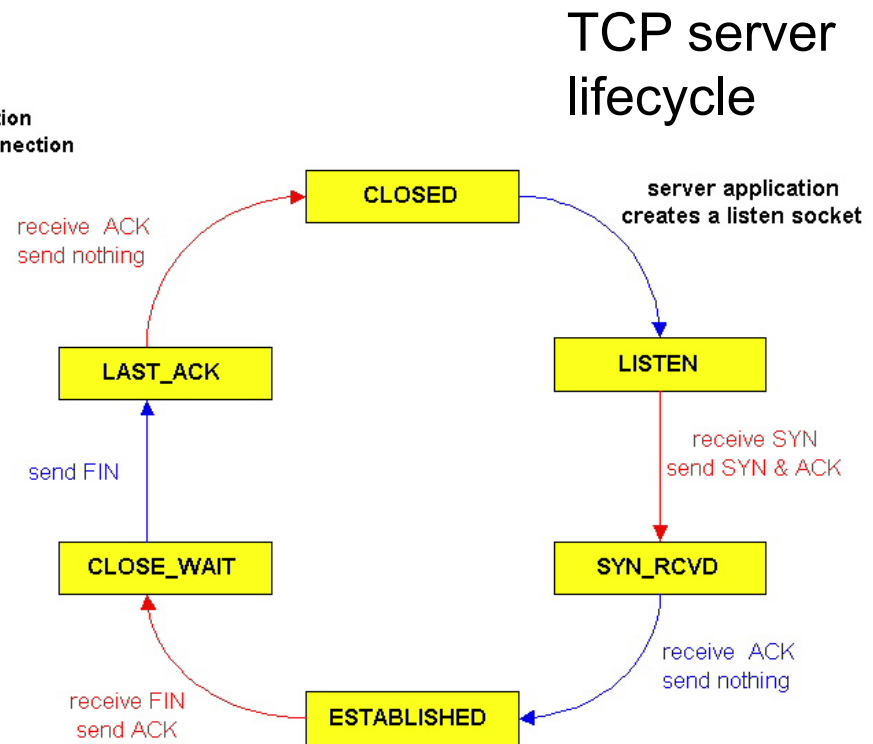 TCP server
lifecycle
tion
nection
CLOSED
server application
creates a listen socket
receive ACK
send nothing
LAST_ACK
LISTEN
receive SYN
send SYN & ACK
send FIN
CLOSE_WAIT
SYN_RCVD
receive ACK
send nothing
receive FIN
send ACK
ESTABLISHED